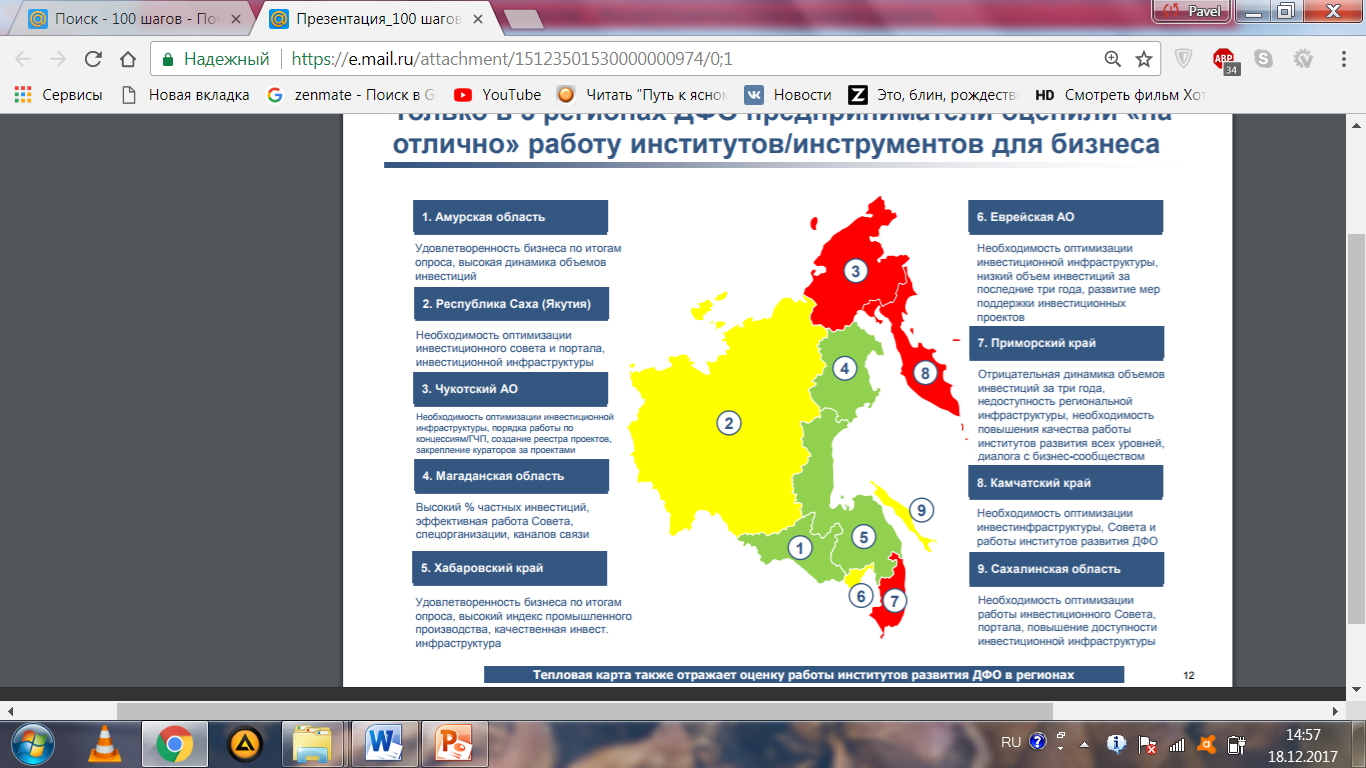 Поиск - 100 шагов - Поч
Презентация_100 шагов
Pavel
Надежный
https://e.mail.ru/attachment/15123501530000000974/0;1
ABP
34
Сервисы
Новая вкладка
zenmate - Поиск в G
YouTube
Читать "Путь к ясном
Новости
Это, блин, рождеств
HD Смотреть фильм Хот
регионах ДФО предприниматели оценили «на
отлично» работу институтов/инструментов для бизнеса
1. Амурская область
Удовлетворенность бизнеса по итогам
опроса, высокая динамика объемов
инвестиций
2. Республика Саха (Якутия)
Необходимость оптимизации
инвестиционного совета и портала,
инвестиционной инфраструктуры
3. Чукотский АО
Необходимость оптимизации инвестиционной
инфраструктуры, порядка работы по
концессиям/ГЧП, создание реестра проектов,
закрепление кураторов за проектами
4. Магаданская область
Высокий % частных инвестиций,
эффективная работа Совета,
спецорганизации, каналов связи
5. Хабаровский край
Удовлетворенность бизнеса по итогам
опроса, высокий индекс промышленного
производства, качественная инвест.
инфраструктура
3
4
8
2
9
5
1
6
7
6. Еврейская АО
Необходимость оптимизации
инвестиционной инфраструктуры,
низкий объем инвестиций за
последние три года, развитие мер
поддержки инвестиционных
проектов
7. Приморский край
Отрицательная динамика объемов
инвестиций за три года,
недоступность региональной
инфраструктуры, необходимость
повышения качества работы
институтов развития всех уровней,
диалога с бизнес-сообществом
8. Камчатский край
Необходимость оптимизации
инвестинфраструктуры, Совета и
работы институтов развития ДФО
9. Сахалинская область
Необходимость оптимизации
работы инвестиционного Совета,
портала, повышение доступности
инвестиционной инфраструктуры
Тепловая карта также отражает оценку работы институтов развития ДФО в регионах
12
RU
14:57
18.12.2017